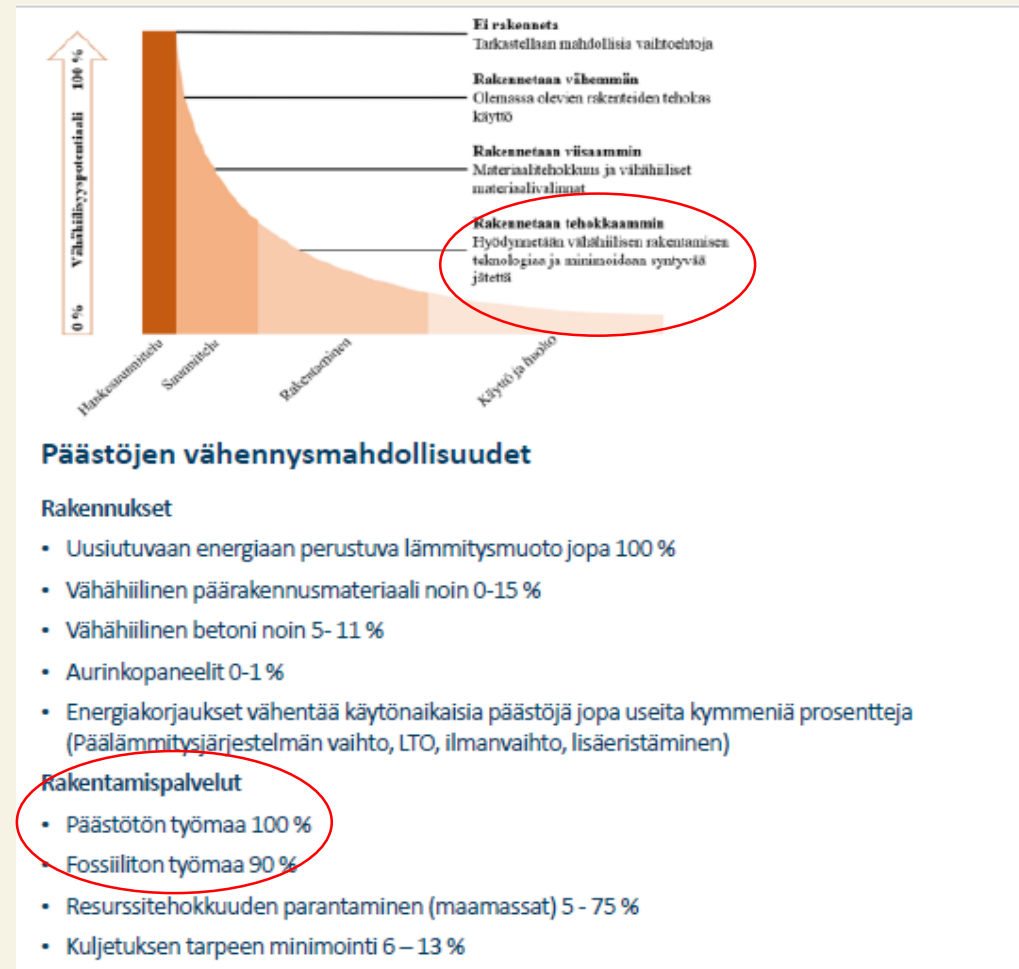 Ei rakenneta
Tarkastellaan mahdollisia vaihtoehtoja
Rakennetaan vähemmän
Olemassa olevien rakenteiden tehokas
käyttö
Rakennetaan viisaammin
Materiaalitehokkuus ja vähähiiliset
materiaalivalinnat
Rakennetaan tehokkaammin
Hyödynnetään vähähiilisen rakentamisen
teknologiaa ja minimoidaan syntyvää
jätettä
Vähähiilisyyspotentiaali
100 %
0 %
Hankesuunnittelu
Suunnittelu
Rakentaminen
Käyttö ja huolto
Päästöjen vähennysmahdollisuudet
Rakennukset
• Uusiutuvaan energiaan perustuva lämmitysmuoto jopa 100 %
• Vähähiilinen päärakennusmateriaali noin 0-15 %
• Vähähiilinen betoni noin 5- 11 %
• Aurinkopaneelit 0-1 %
• Energiakorjaukset vähentää käytönaikaisia päästöjä jopa useita kymmeniä prosentteja
(Päälämmitysjärjestelmän vaihto, LTO, ilmanvaihto, lisäeristäminen)
Rakentamispalvelut
• Päästötön työmaa 100 %
• Fossiiliton työmaa 90 %
• Resurssitehokkuuden parantaminen (maamassat) 5 - 75 %
• Kuljetuksen tarpeen minimointi 6 – 13 %